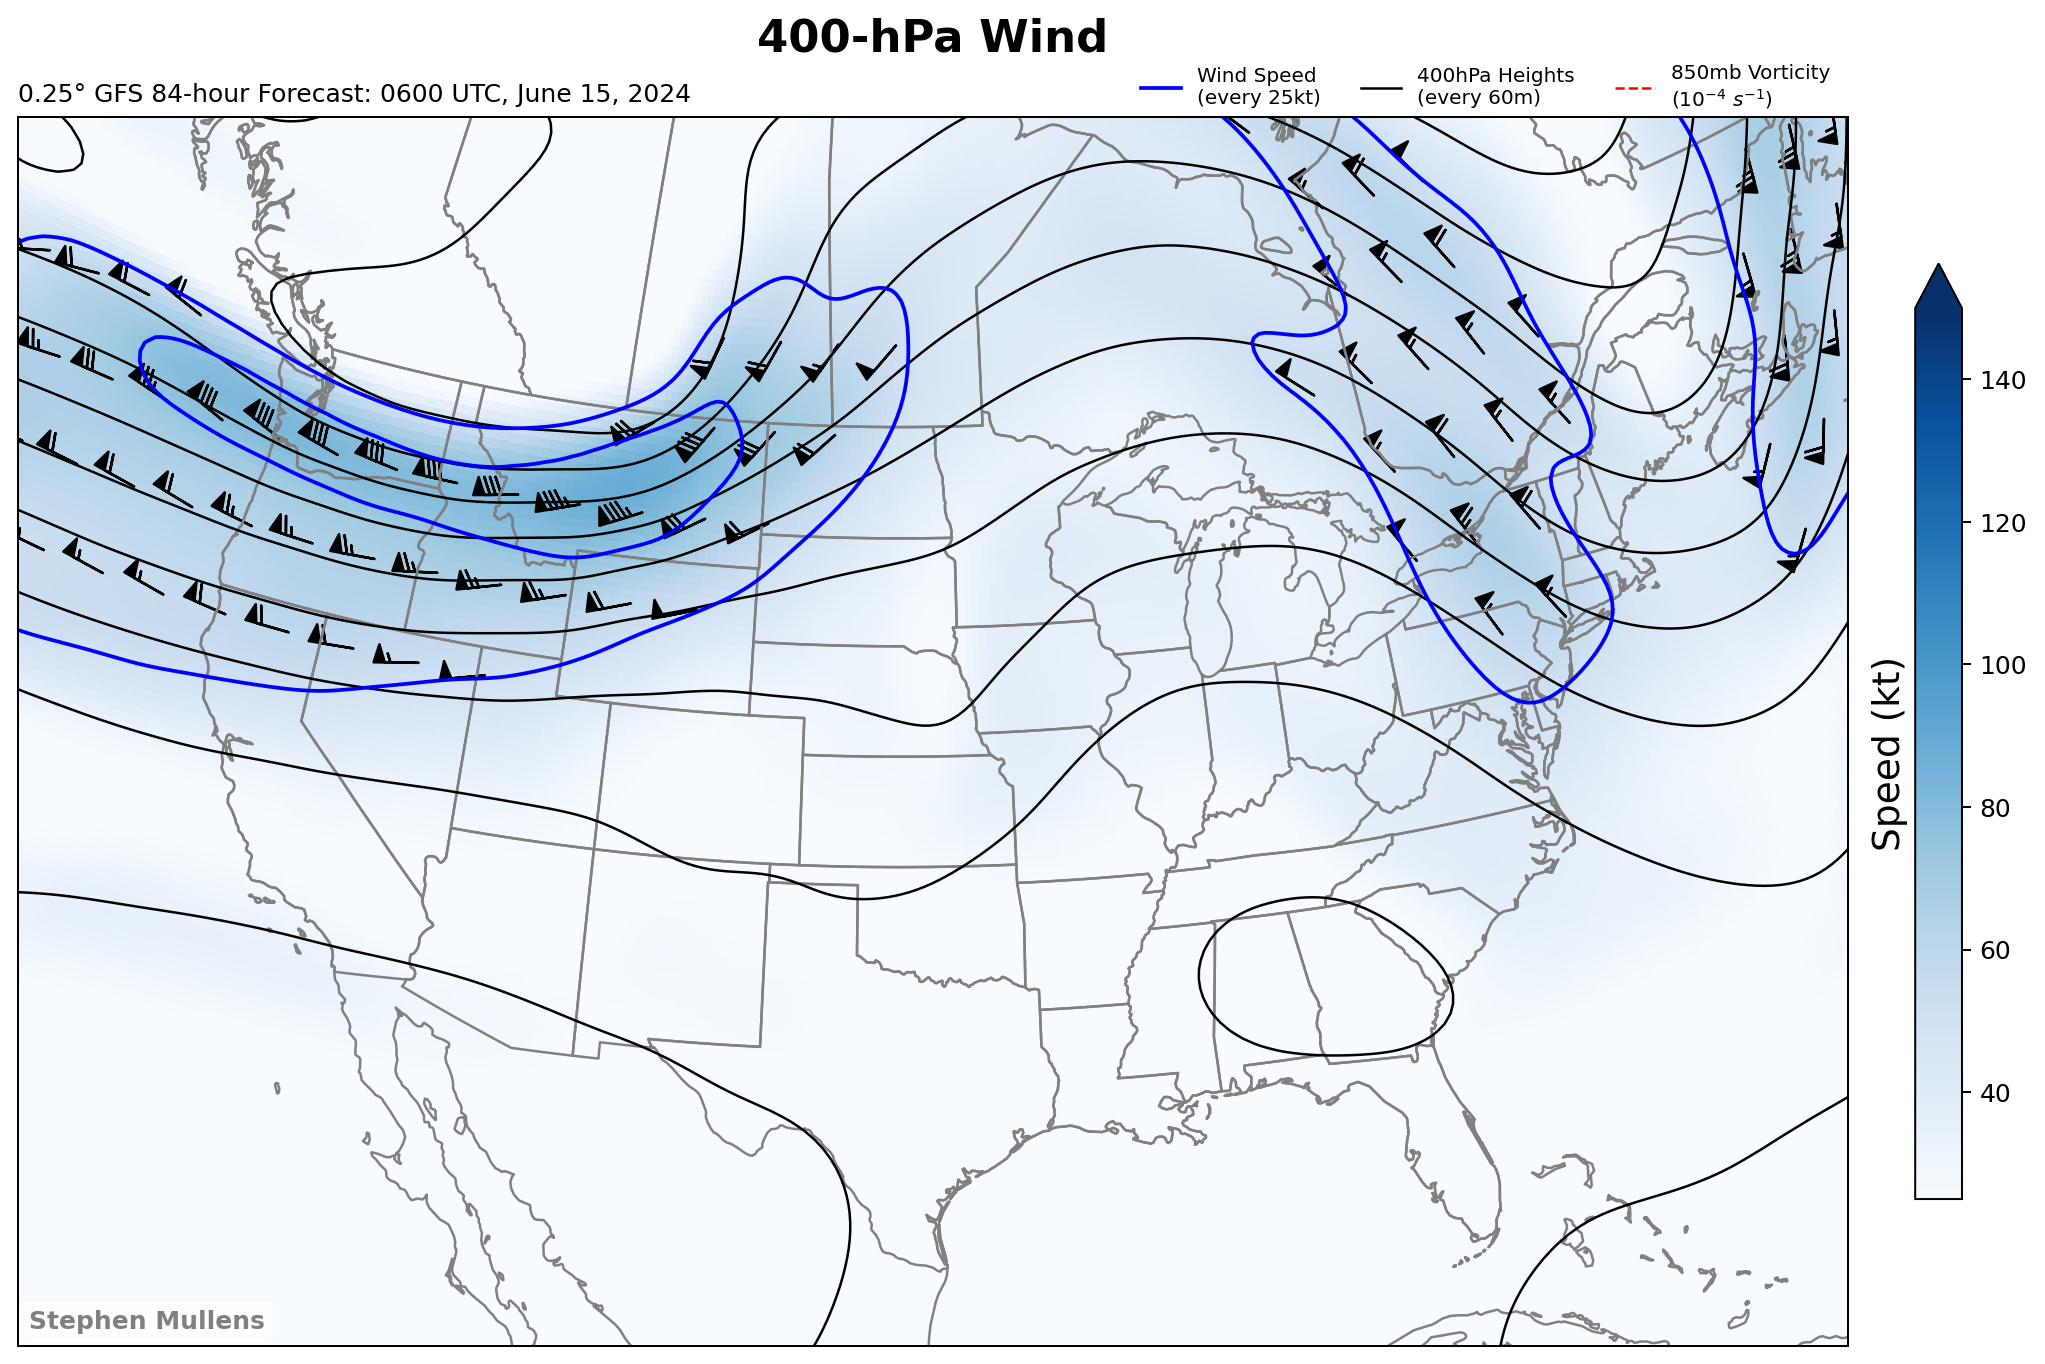 400-hPa Wind
0.25° GFS 84-hour Forecast: 0600 UTC, June 15, 2024
Wind Speed
(every 25kt)
400hPa Heights
(every 60m)
850mb Vorticity
(10⁻⁴ s⁻¹)
140
120
100
80
60
40
Speed (kt)
Stephen Mullens